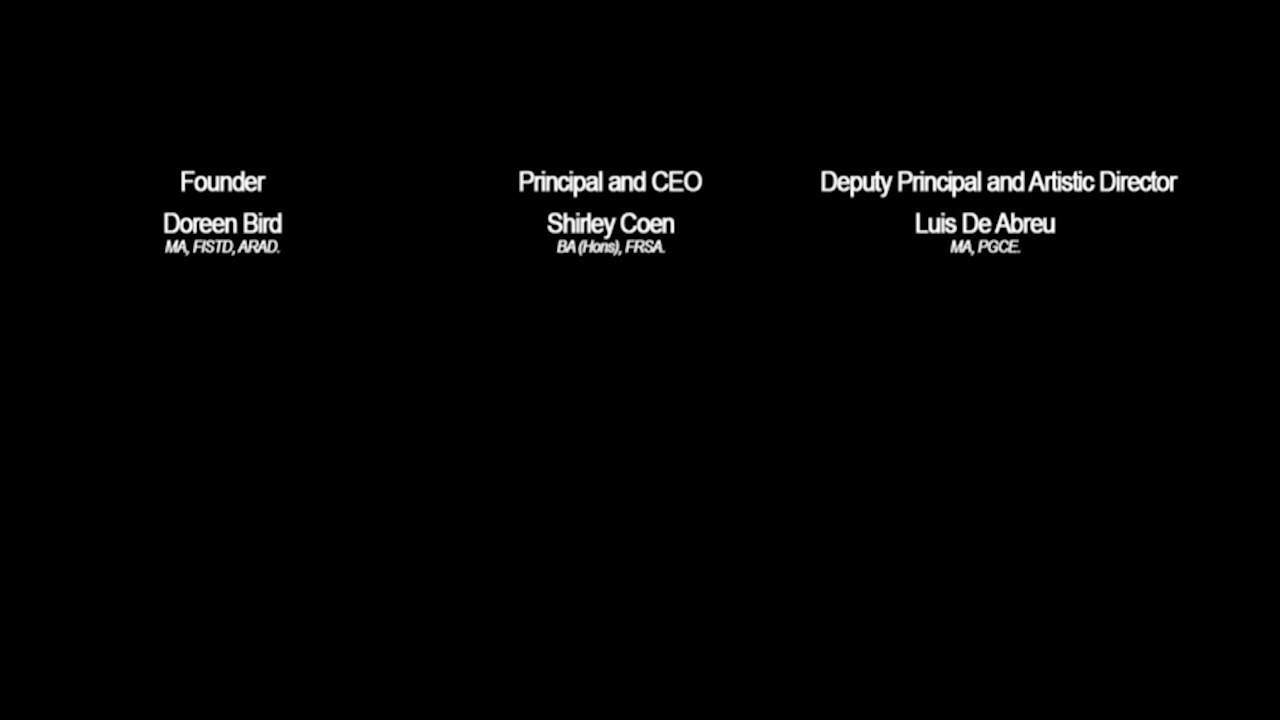 Founder
Doreen Bird
MA, FISTD, ARAD.
Principal and CEO
Shirley Coen
BA (Hons), FRSA.
Deputy Principal and Artistic Director
Luis De Abreu
MA, PGCE.